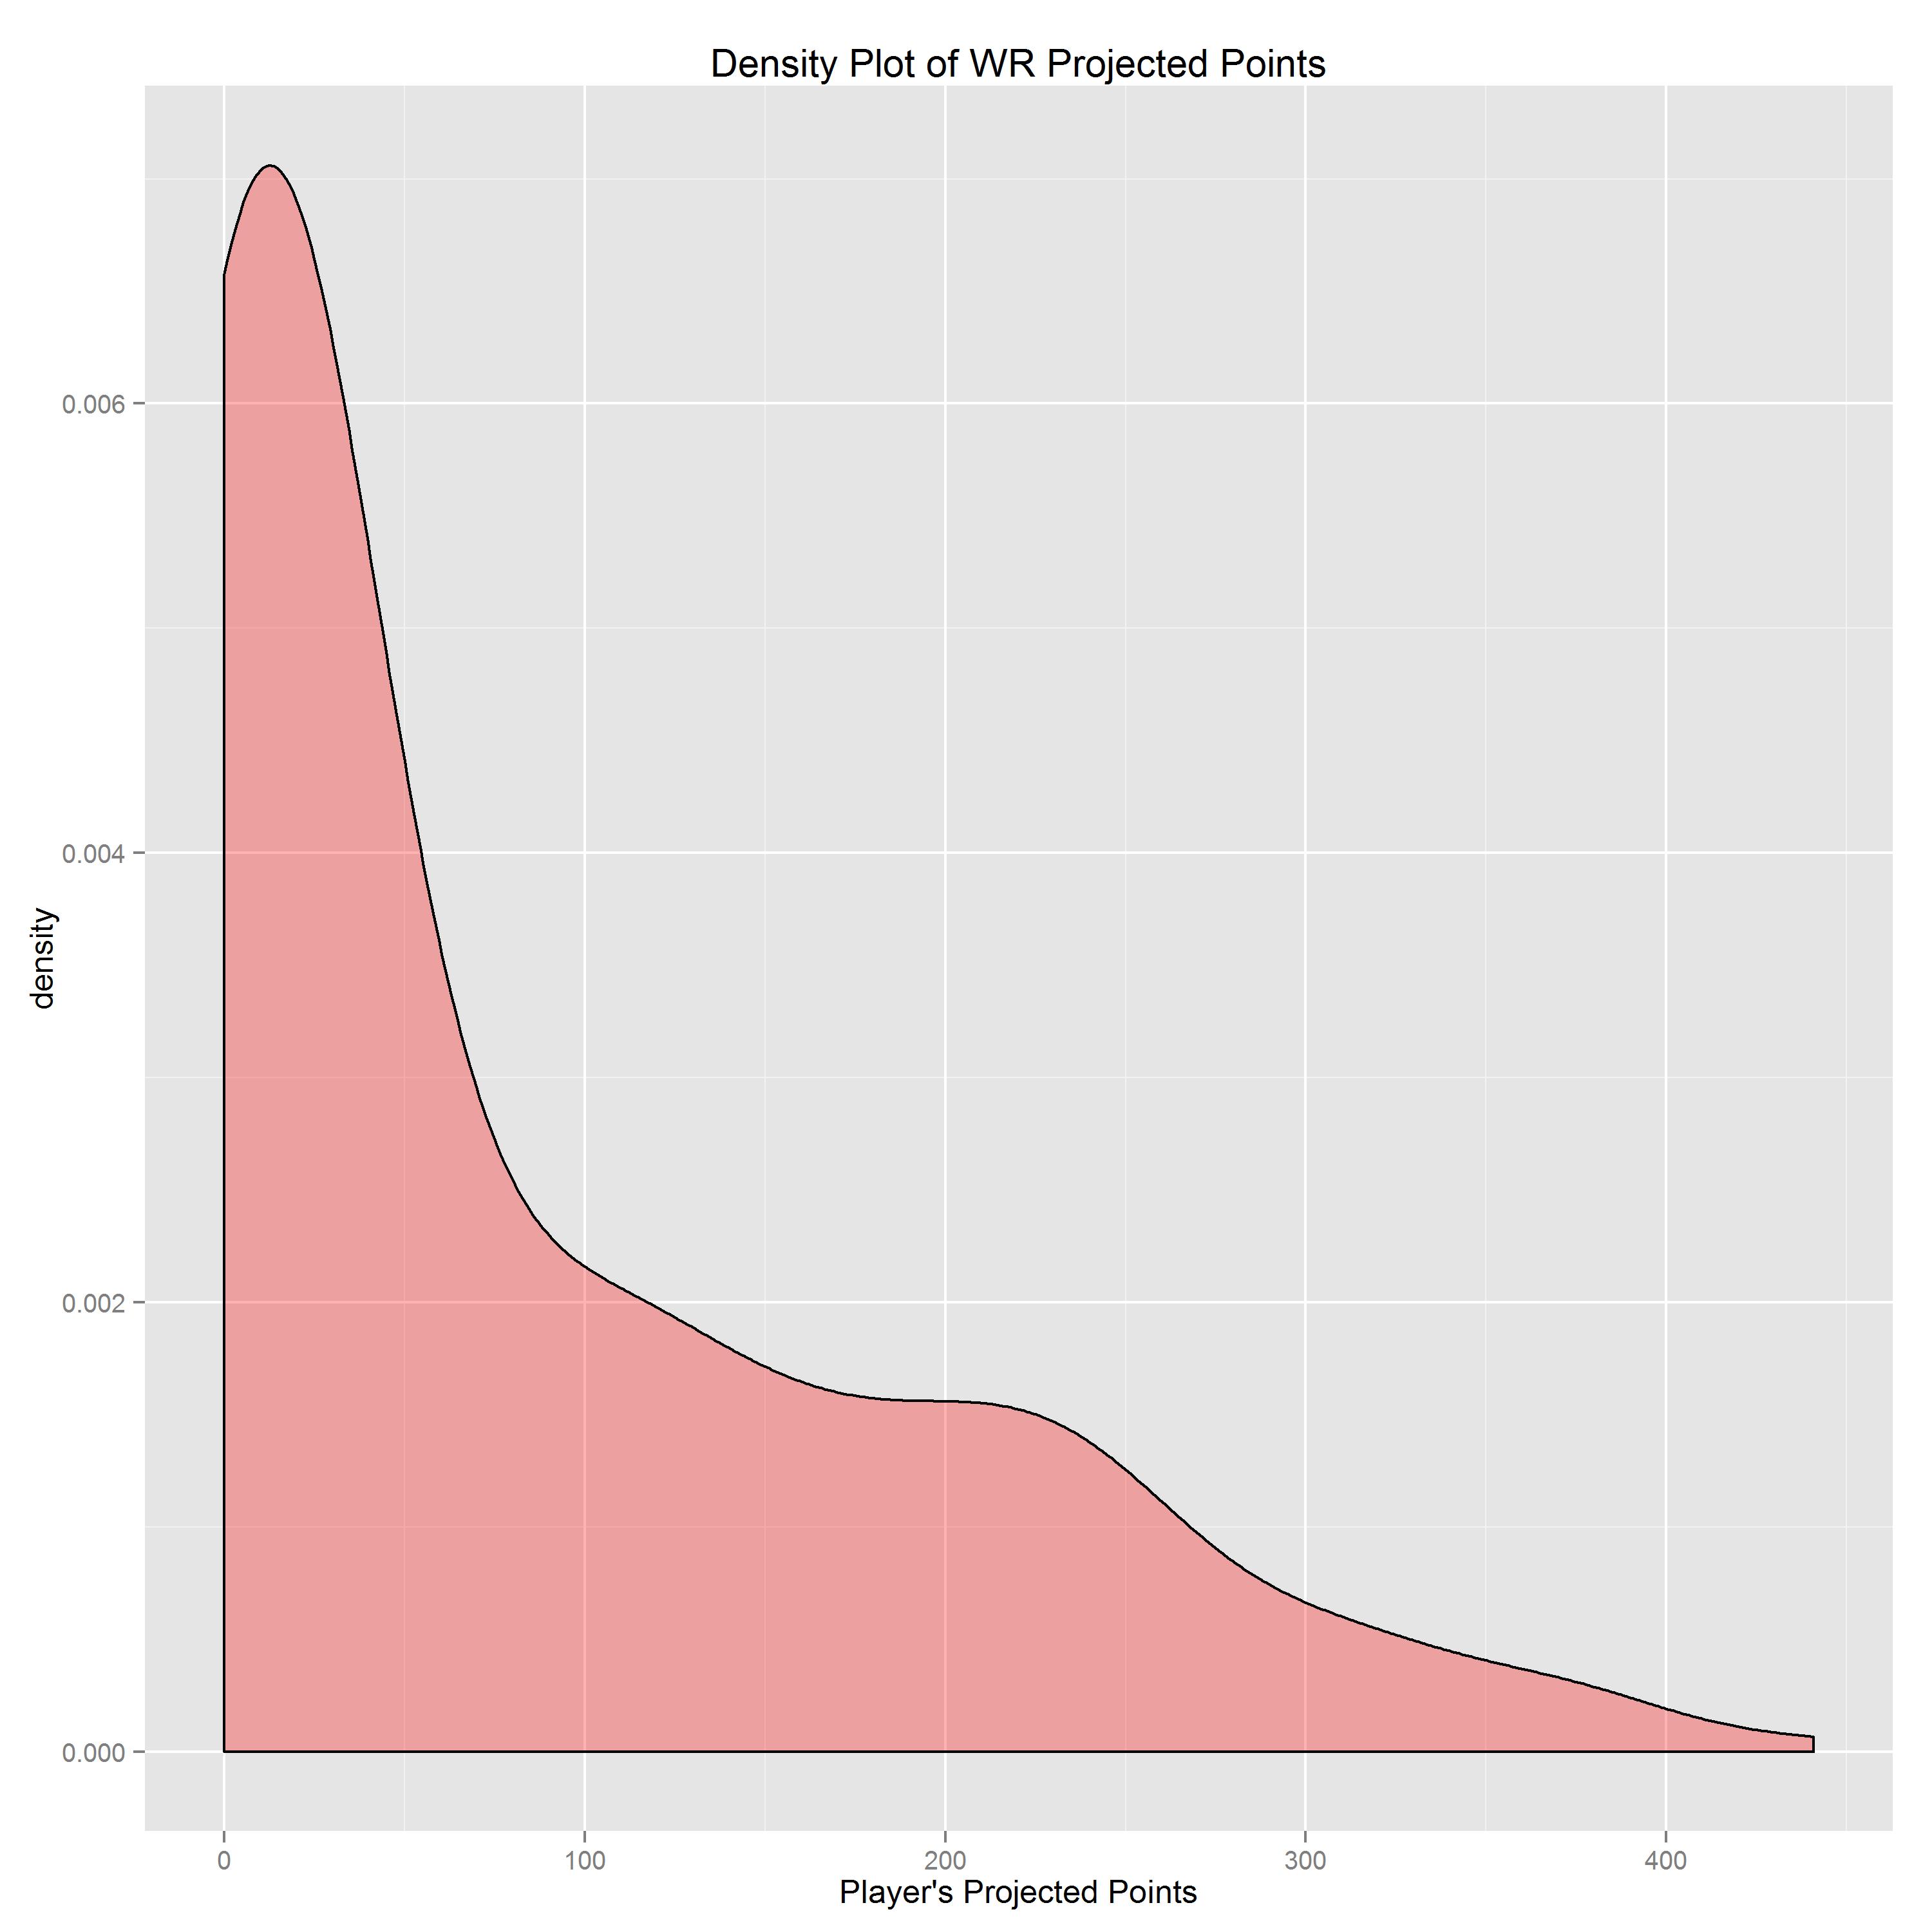 Density Plot of WR Projected Points
0.006
0.004
density
0.002
0.000
0 100 200 300 400
Player's Projected Points